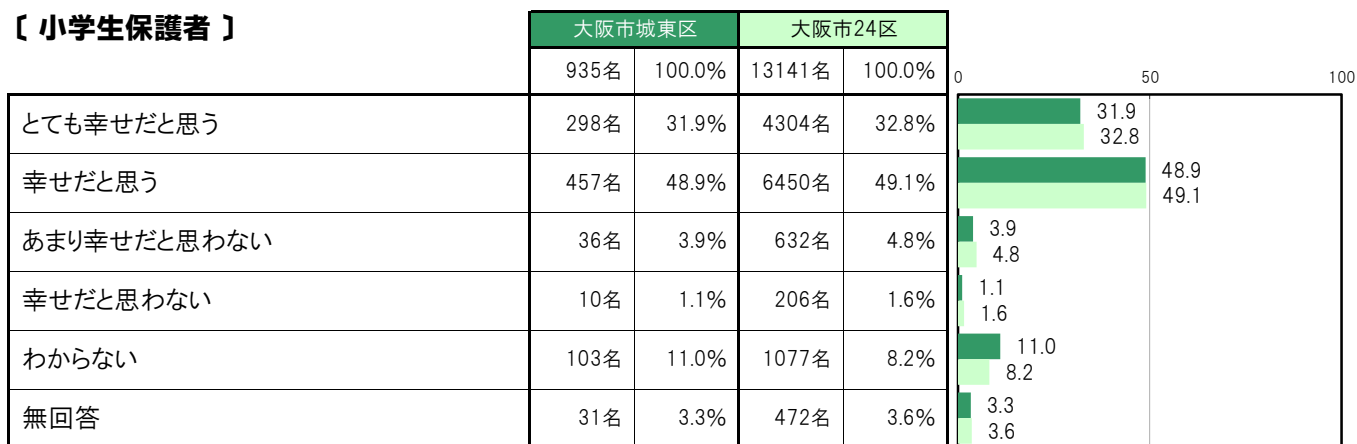 〔 小学生保護者 〕
大阪市城東区 大阪市24区
935名 100.0% 13141名 100.0% 0 50 100
とても幸せだと思う 298名 31.9% 4304名 32.8% 31.9
32.8
幸せだと思う 457名 48.9% 6450名 49.1% 48.9
49.1
あまり幸せだと思わない 36名 3.9% 632名 4.8% 3.9
4.8
幸せだと思わない 10名 1.1% 206名 1.6% 1.1
1.6
わからない 103名 11.0% 1077名 8.2% 11.0
8.2
無回答 31名 3.3% 472名 3.6% 3.3
3.6